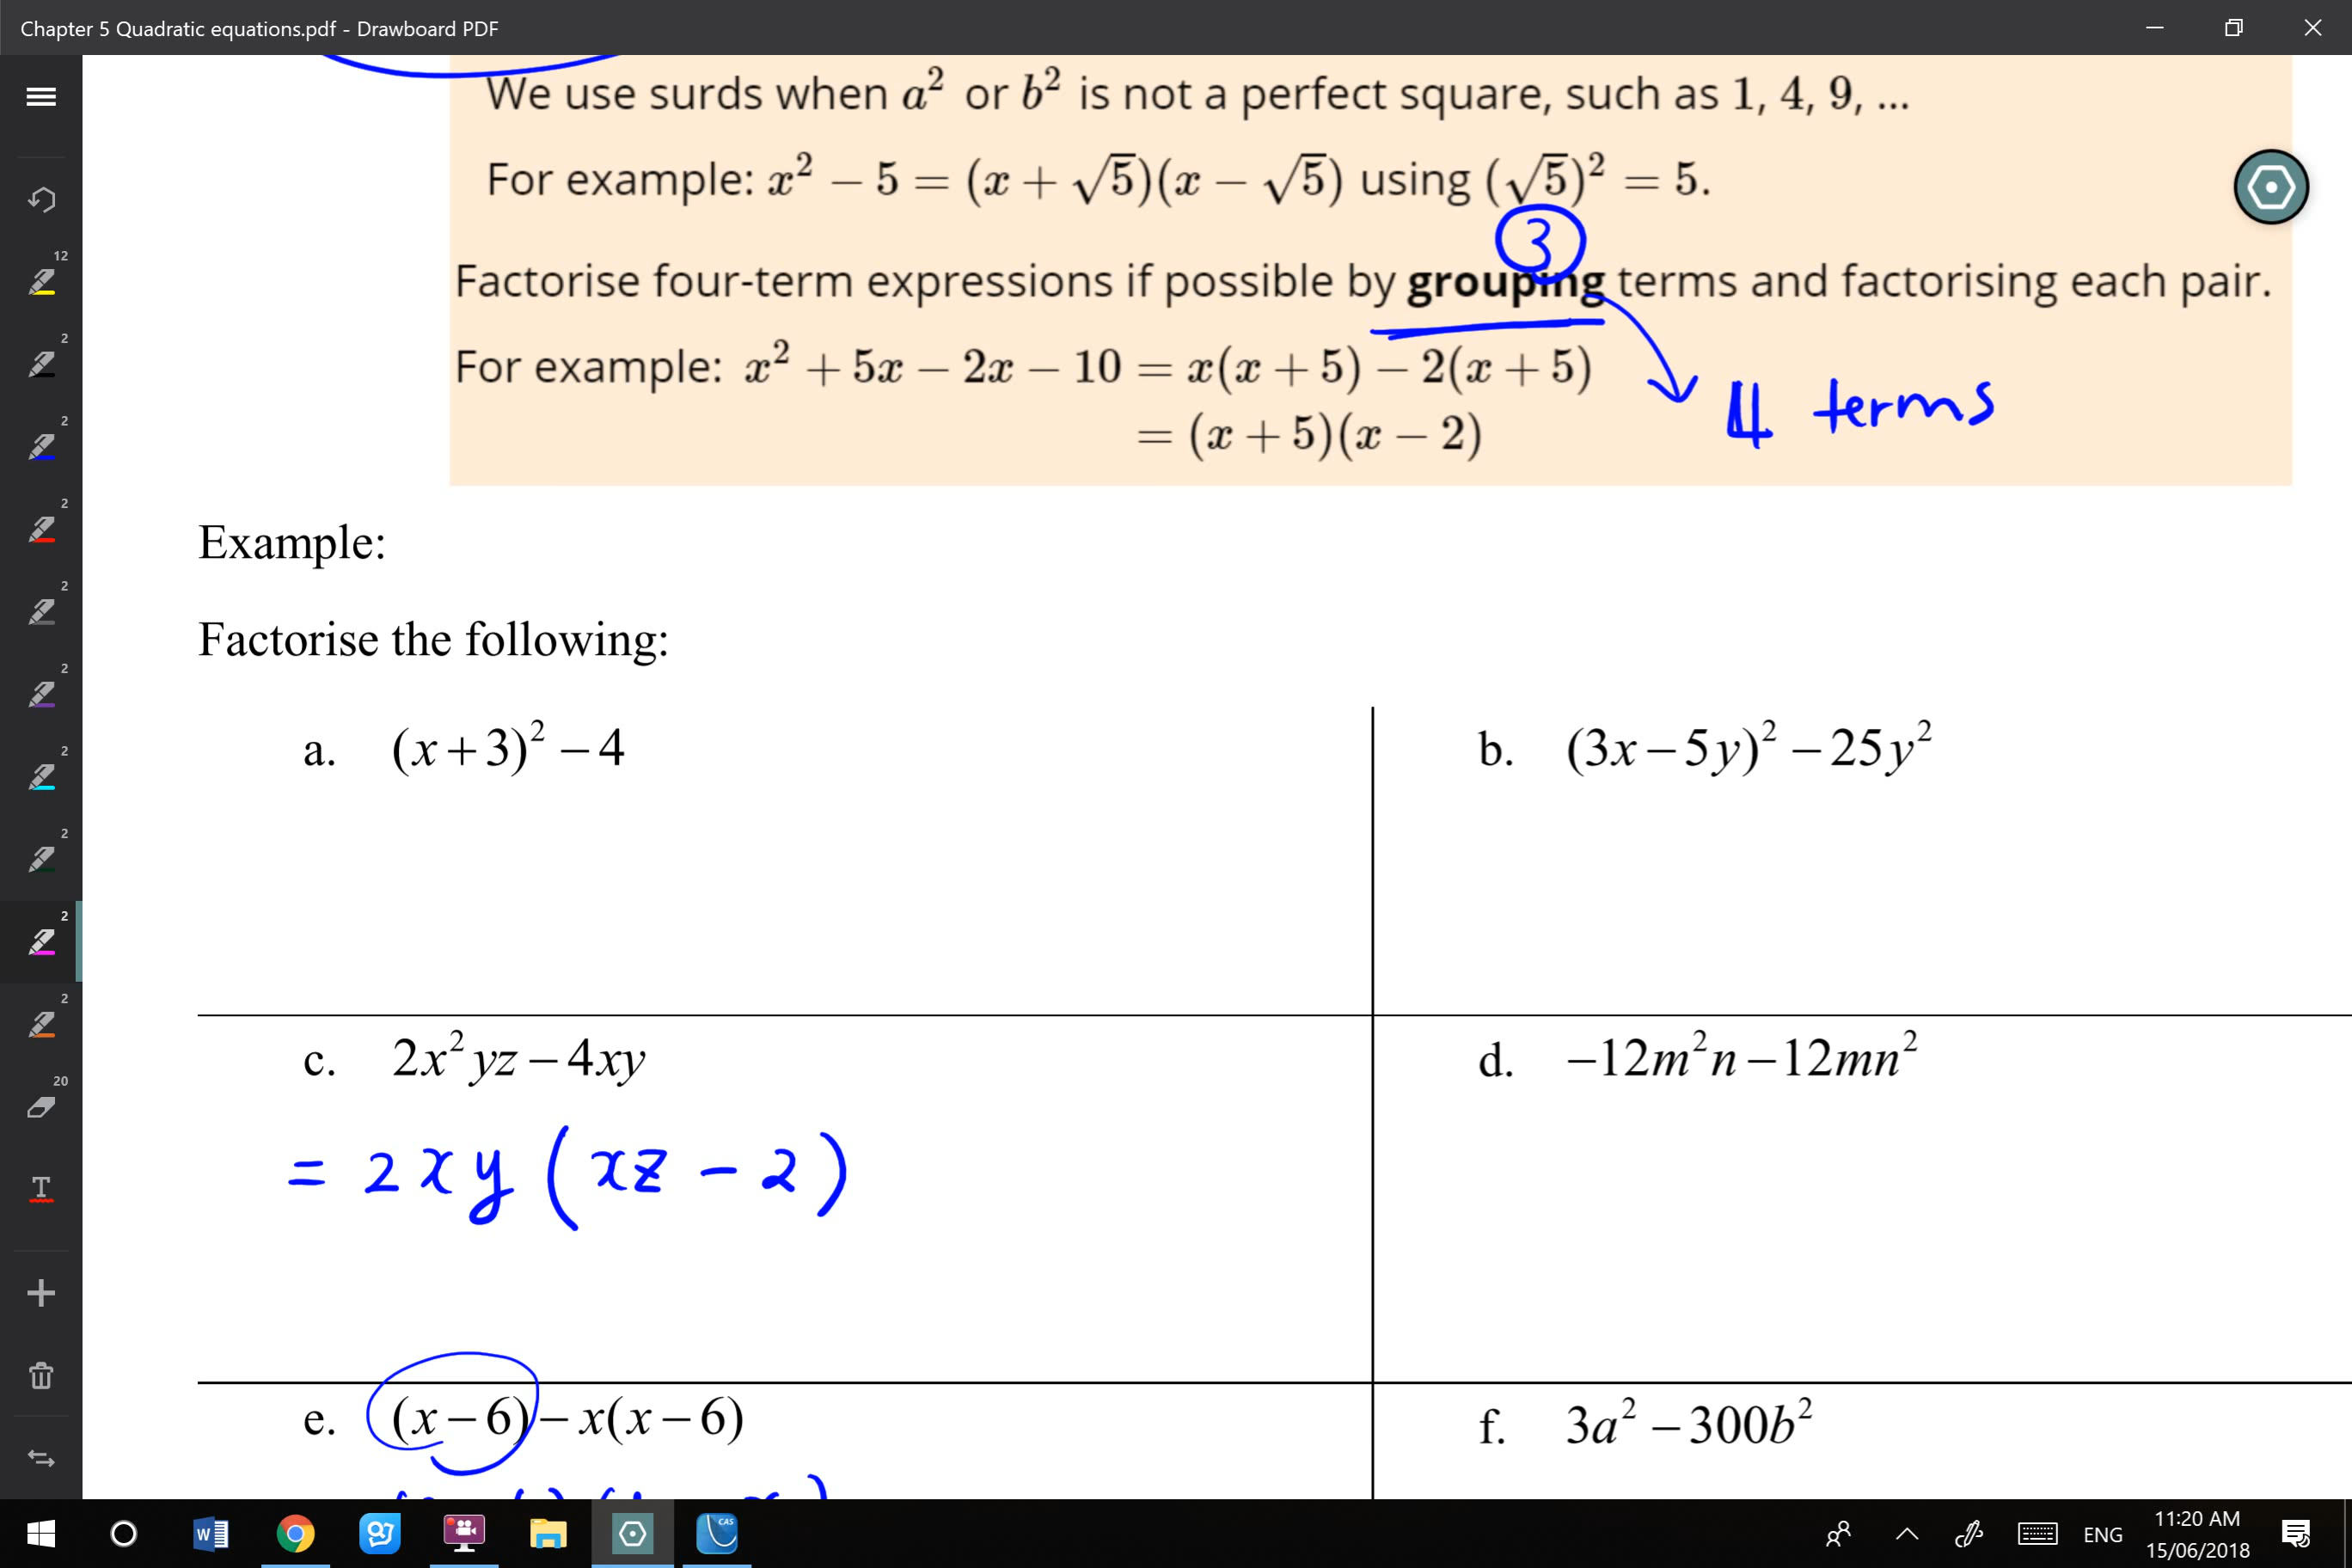 Chapter 5 Quadratic equations.pdf - Drawboard PDF
We use surds when a² or b² is not a perfect square, such as 1, 4, 9, ...
For example: x² − 5 = (x + √5)(x − √5) using (√5)² = 5.
3
Factorise four-term expressions if possible by grouping terms and factorising each pair.
For example: x² + 5x − 2x − 10 = x(x + 5) − 2(x + 5)
= (x + 5)(x − 2)
4 terms
Example:
Factorise the following:
a. (x+3)² − 4
b. (3x−5y)² − 25y²
c. 2x²yz − 4xy
= 2xy(xz − 2)
d. −12m²n − 12mn²
e. (x−6) − x(x−6)
f. 3a² − 300b²
12
2
2
2
2
2
2
2
2
2
20
T
W
CAS
ENG
11:20 AM
15/06/2018